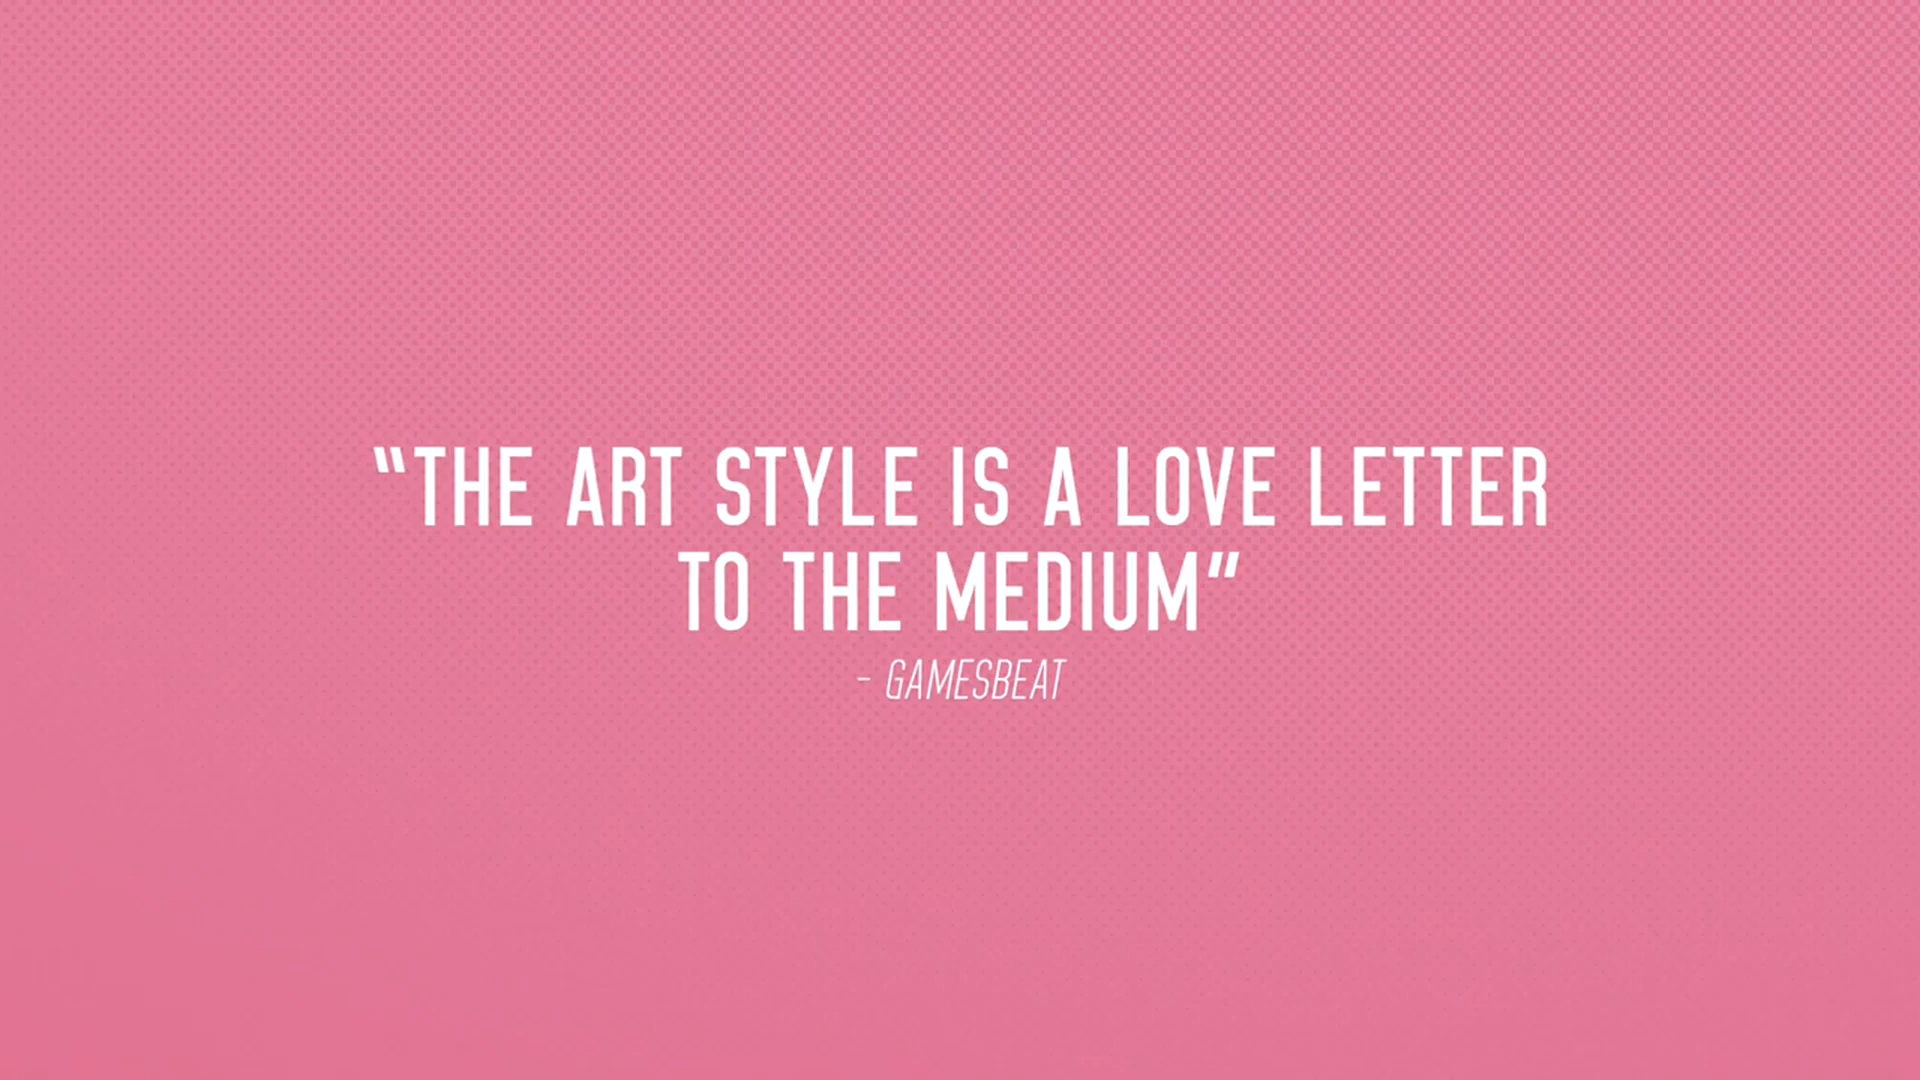 “THE ART STYLE IS A LOVE LETTER
TO THE MEDIUM”
- GAMESBEAT